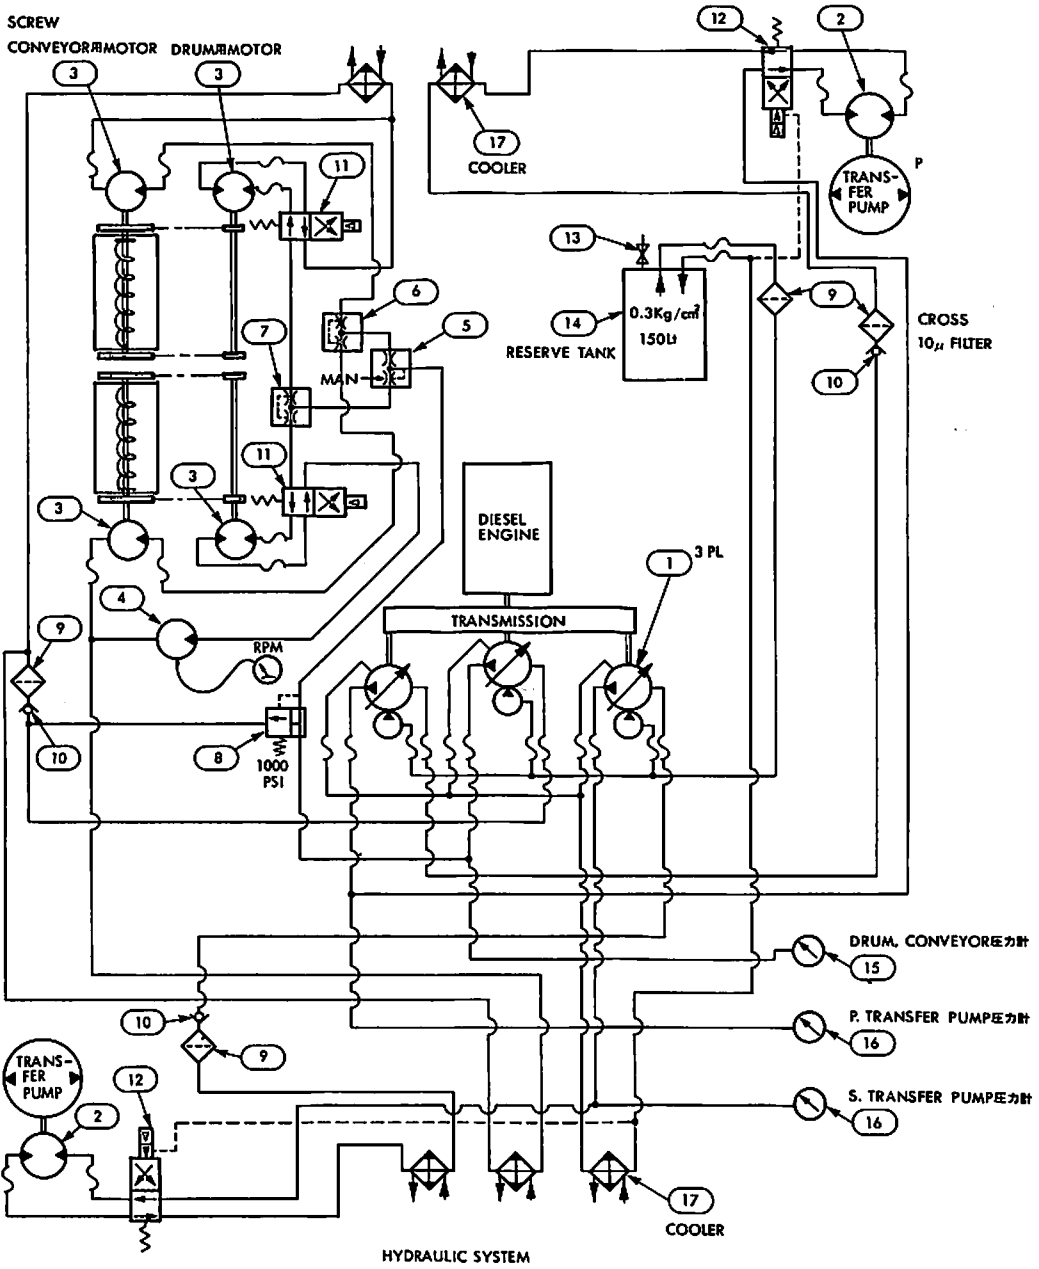 SCREW
CONVEYOR用MOTOR DRUM用MOTOR
3
3
12
2
17
COOLER
TRANS-
FER
PUMP
P
11
13
6
5
7
MAN
14
RESERVE TANK
0.3Kg/cm²
150Lt
9
CROSS
10μ FILTER
10
11
3
3
DIESEL
ENGINE
1
3 PL
4
TRANSMISSION
RPM
9
10
8
1000
PSI
DRUM, CONVEYOR圧力計
15
P. TRANSFER PUMP圧力計
16
S. TRANSFER PUMP圧力計
16
10
9
TRANS-
FER
PUMP
12
2
17
COOLER
HYDRAULIC SYSTEM